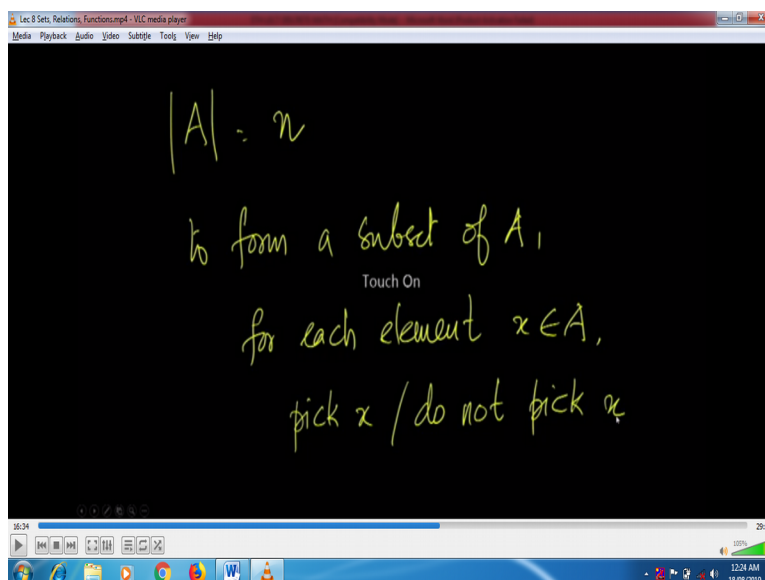 Lec 8 Sets, Relations, Functions.mp4 - VLC media player
Media Playback Audio Video Subtitle Tools View Help
|A| = n
to form a subset of A,
Touch On
for each element x ∈ A,
pick x / do not pick x
16:34
29:
105%
12:24 AM